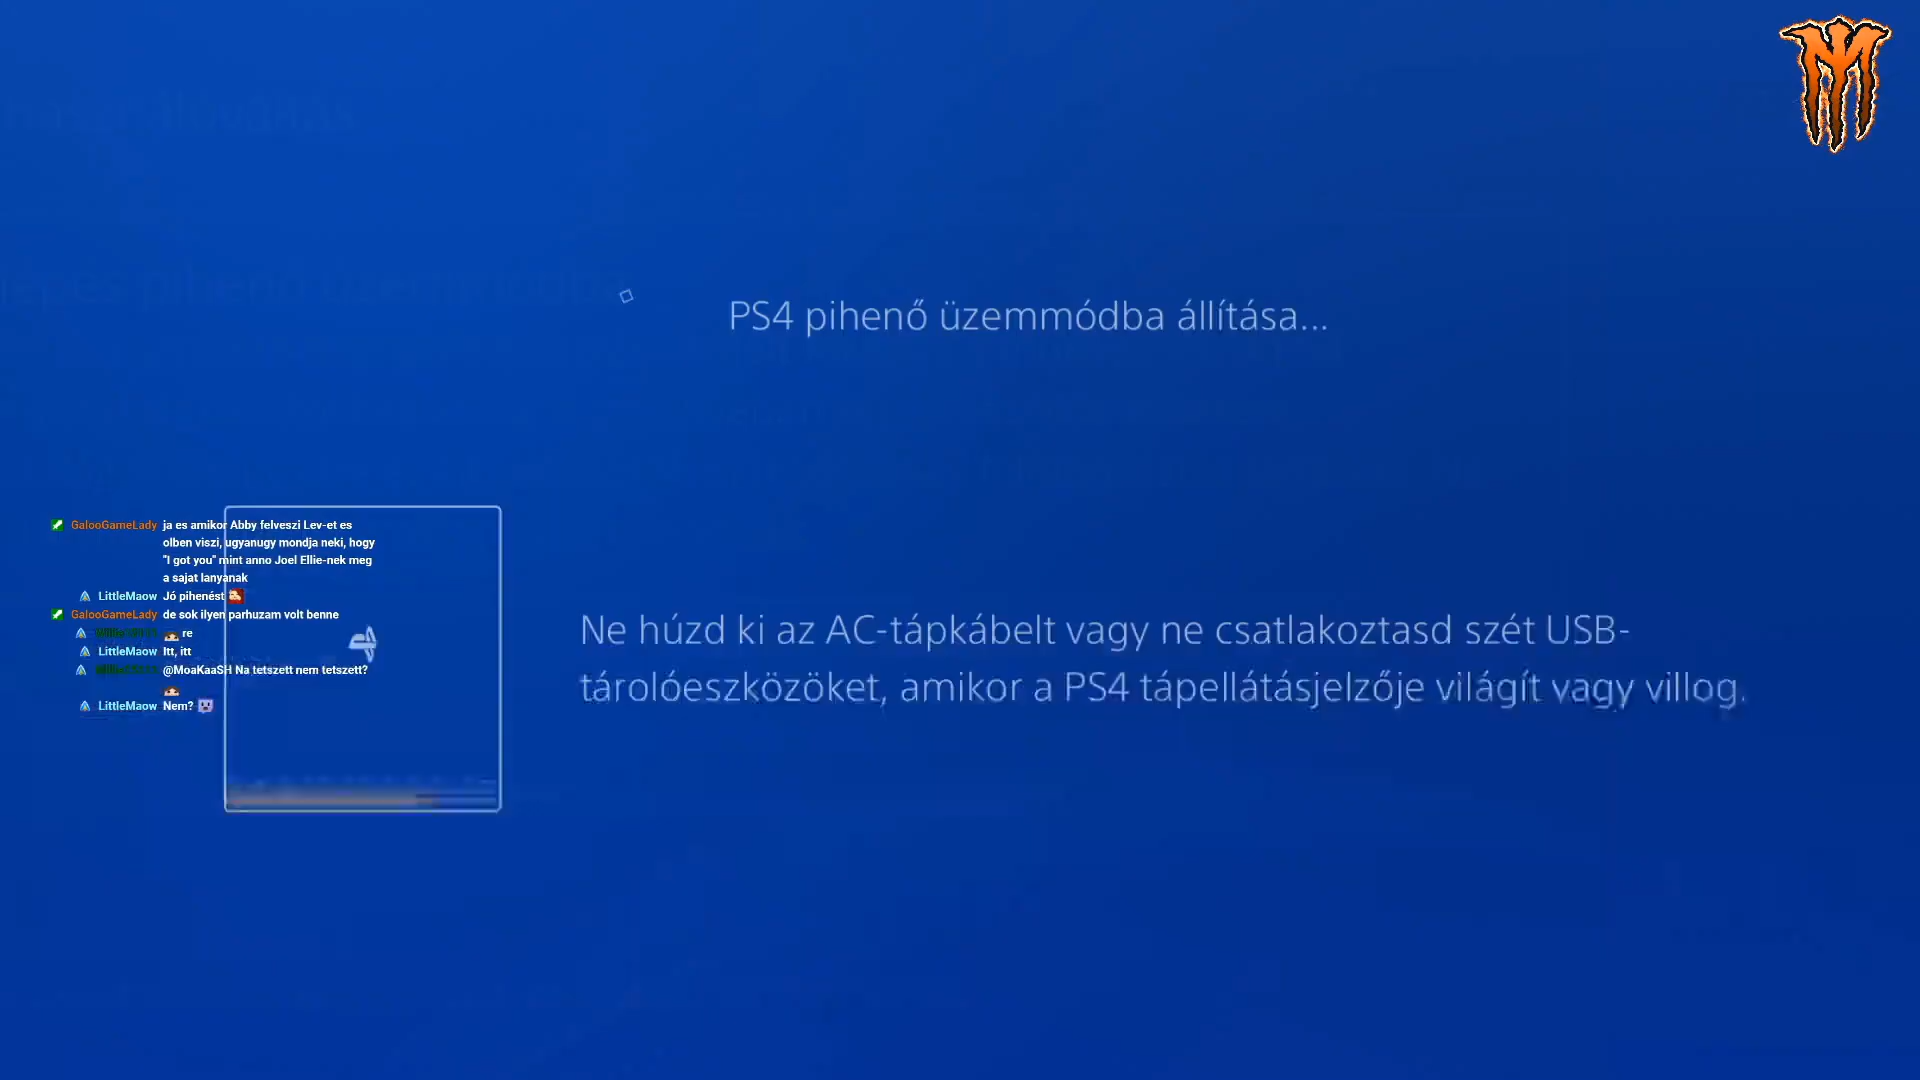 PS4 pihenő üzemmódba állítása...
GalooGameLady ja es amikor Abby felveszi Lev-et es
olben viszi, ugyanugy mondja neki, hogy
"I got you" mint anno Joel Ellie-nek meg
a sajat lanyanak
LittleMaow Jó pihenést
GalooGameLady de sok ilyen parhuzam volt benne
re
LittleMaow Itt, itt
@MoaKaaSH Na tetszett nem tetszett?
LittleMaow Nem?
Ne húzd ki az AC-tápkábelt vagy ne csatlakoztasd szét USB-
tárolóeszközöket, amikor a PS4 tápellátásjelzője világít vagy villog.